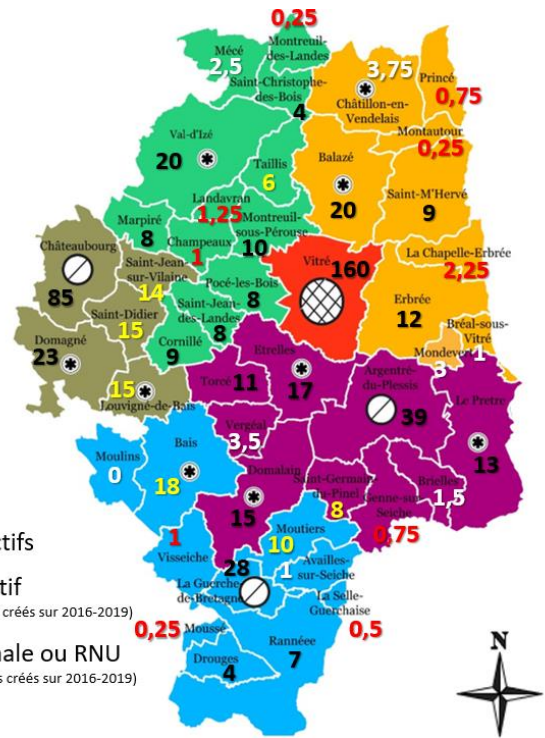 0,25
Mécé
2,5
Montreuil-
des-Landes
Saint-Christophe-
des-Bois
4
3,75
Châtillon-en-
Vendelais
Princé
0,75
Montautour
0,25
Val-d'Izé
20
Taillis
6
Balazé
20
Saint-M'Hervé
9
Landavran
1,25
Marpiré
8
Champeaux
1
Montreuil-
sous-Pérouse
10
La Chapelle-Erbrée
2,25
Châteaubourg
85
Saint-Jean-
sur-Vilaine
14
Pocé-les-Bois
8
Vitré
160
Erbrée
12
Saint-Didier
15
Saint-Jean-
des-Landes
8
Bréal-sous-
Vitré
1
Mondevert
3
Domagné
23
Cornillé
9
Etrelles
17
Argentré-
du-Plessis
39
Torcé
11
15
Louvigné-de-Bais
Le Pretre
13
Vergéal
3,5
Moulins
0
Bais
18
Domalain
15
Saint-Germain-
du-Pinel
8
Genne-sur-
Seiche
0,75
Brielles
1,5
Moutiers
10
1
Visseiche
28
La Guerche-
de-Bretagne
1
Availles-
sur-Seiche
La Selle-
Guerchaise
0,5
0,25
Moussé
Rannéee
7
Drouges
4
ctifs
tif
créés sur 2016-2019)
nale ou RNU
s créés sur 2016-2019)
N